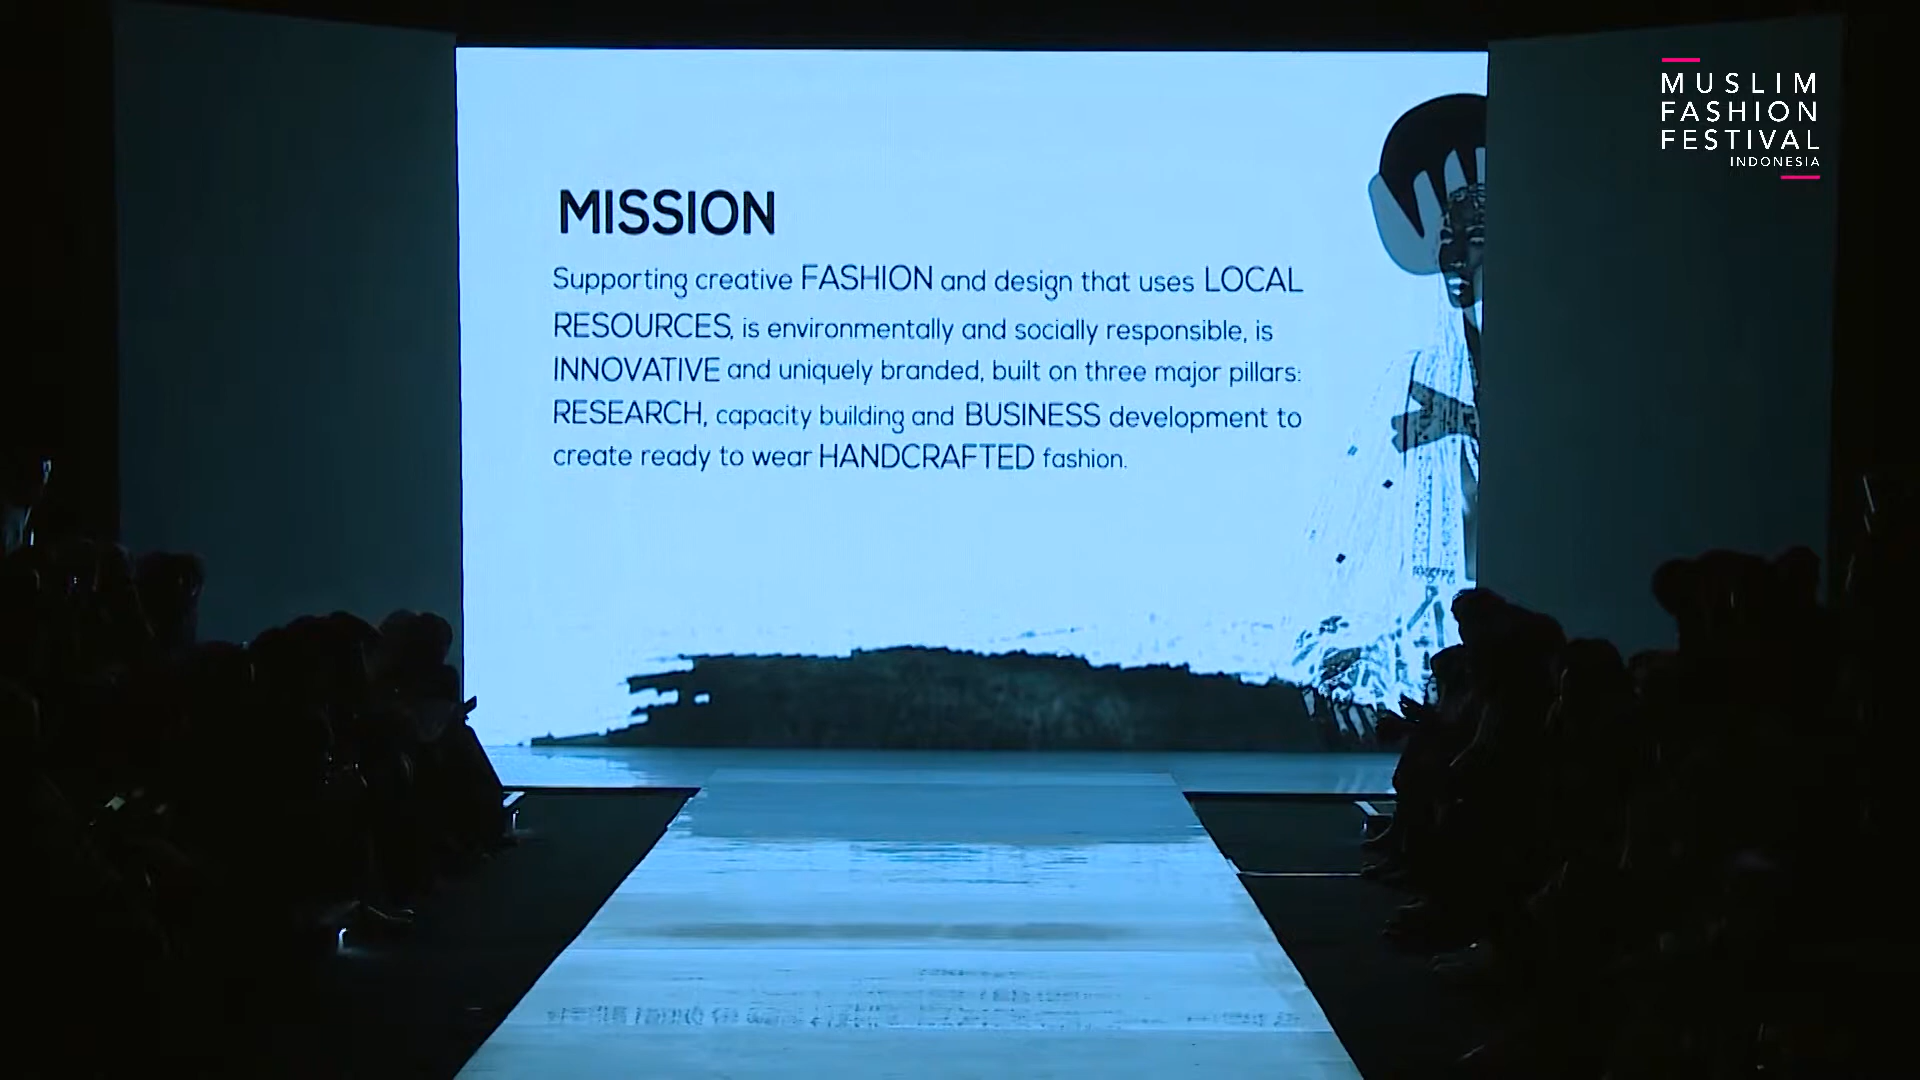 MUSLIM
FASHION
FESTIVAL
INDONESIA
MISSION
Supporting creative FASHION and design that uses LOCAL
RESOURCES, is environmentally and socially responsible, is
INNOVATIVE and uniquely branded, built on three major pillars:
RESEARCH, capacity building and BUSINESS development to
create ready to wear HANDCRAFTED fashion.